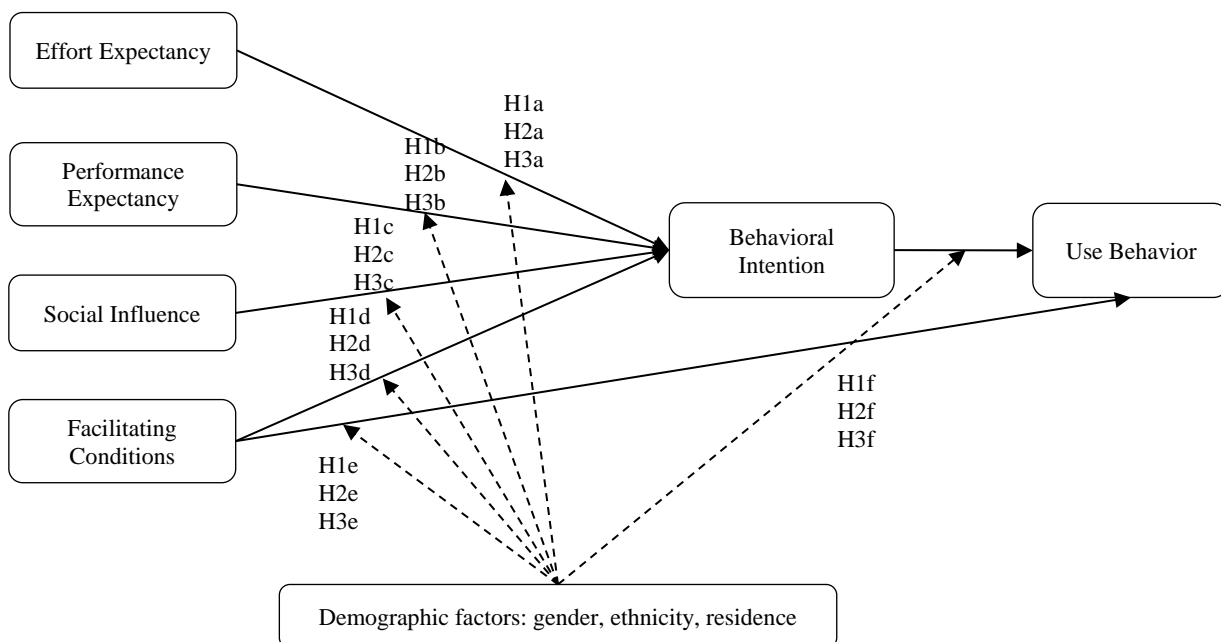 Effort Expectancy
H1a
H2a
H3a
H1b
H2b
H3b
Performance
Expectancy
H1c
H2c
H3c
Behavioral
Intention
Use Behavior
Social Influence
H1d
H2d
H3d
H1f
H2f
H3f
Facilitating
Conditions
H1e
H2e
H3e
Demographic factors: gender, ethnicity, residence